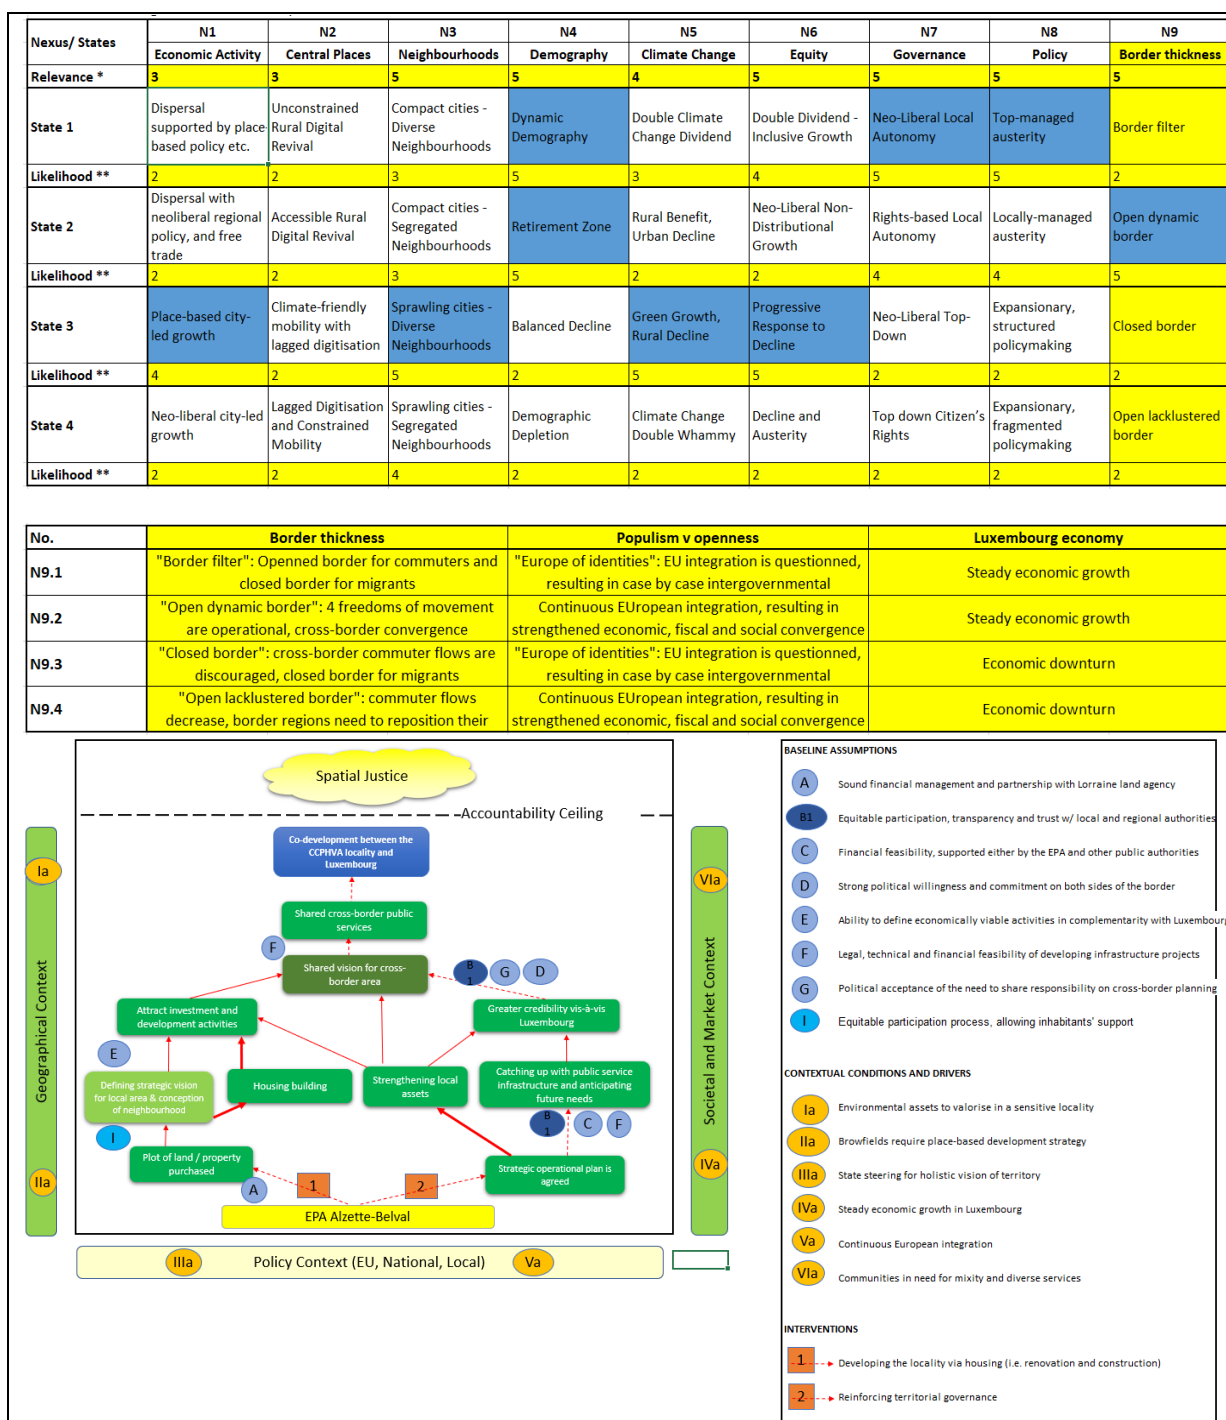 Nexus/ States
N1 N2 N3 N4 N5 N6 N7 N8 N9
Economic Activity Central Places Neighbourhoods Demography Climate Change Equity Governance Policy Border thickness
Relevance * 3 3 5 5 4 5 5 5 5
State 1
Dispersal
supported by place-
based policy etc.
Unconstrained
Rural Digital
Revival
Compact cities -
Diverse
Neighbourhoods
Dynamic
Demography
Double Climate
Change Dividend
Double Dividend -
Inclusive Growth
Neo-Liberal Local
Autonomy
Top-managed
austerity
Border filter
Likelihood ** 2 2 3 5 3 4 5 5 2
State 2
Dispersal with
neoliberal regional
policy, and free
trade
Accessible Rural
Digital Revival
Compact cities -
Segregated
Neighbourhoods
Retirement Zone
Rural Benefit,
Urban Decline
Neo-Liberal Non-
Distributional
Growth
Rights-based Local
Autonomy
Locally-managed
austerity
Open dynamic
border
Likelihood ** 2 2 3 5 2 2 4 4 5
State 3
Place-based city-
led growth
Climate-friendly
mobility with
lagged digitisation
Sprawling cities -
Diverse
Neighbourhoods
Balanced Decline
Green Growth,
Rural Decline
Progressive
Response to
Decline
Neo-Liberal Top-
Down
Expansionary,
structured
policymaking
Closed border
Likelihood ** 4 2 5 2 5 5 2 2 2
State 4
Neo-liberal city-led
growth
Lagged Digitisation
and Constrained
Mobility
Sprawling cities -
Segregated
Neighbourhoods
Demographic
Depletion
Climate Change
Double Whammy
Decline and
Austerity
Top down Citizen's
Rights
Expansionary,
fragmented
policymaking
Open lacklustered
border
Likelihood ** 2 2 4 2 2 2 2 2 2
No. Border thickness Populism v openness Luxembourg economy
N9.1
"Border filter": Openned border for commuters and
closed border for migrants
"Europe of identities": EU integration is questionned,
resulting in case by case intergovernmental
Steady economic growth
N9.2
"Open dynamic border": 4 freedoms of movement
are operational, cross-border convergence
Continuous EUropean integration, resulting in
strengthened economic, fiscal and social convergence
Steady economic growth
N9.3
"Closed border": cross-border commuter flows are
discouraged, closed border for migrants
"Europe of identities": EU integration is questionned,
resulting in case by case intergovernmental
Economic downturn
N9.4
"Open lacklustered border": commuter flows
decrease, border regions need to reposition their
Continuous EUropean integration, resulting in
strengthened economic, fiscal and social convergence
Economic downturn
Spatial Justice
Accountability Ceiling
Co-development between the
CCPHVA locality and
Luxembourg
Ia
VIa
Shared cross-border public
services
F
Shared vision for cross-
border area
B
1
G
D
Attract investment and
development activities
Greater credibility vis-à-vis
Luxembourg
E
Defining strategic vision
for local area & conception
of neighbourhood
Housing building
Strengthening local
assets
Catching up with public service
infrastructure and anticipating
future needs
B
1
C
F
I
Plot of land / property
purchased
Strategic operational plan is
agreed
IIa
IVa
A
1
2
EPA Alzette-Belval
Geographical Context
Societal and Market Context
IIIa
Policy Context (EU, National, Local)
Va
BASELINE ASSUMPTIONS
A Sound financial management and partnership with Lorraine land agency
B1 Equitable participation, transparency and trust w/ local and regional authorities
C Financial feasibility, supported either by the EPA and other public authorities
D Strong political willingness and commitment on both sides of the border
E Ability to define economically viable activities in complementarity with Luxembourg
F Legal, technical and financial feasibility of developing infrastructure projects
G Political acceptance of the need to share responsibility on cross-border planning
I Equitable participation process, allowing inhabitants' support
CONTEXTUAL CONDITIONS AND DRIVERS
Ia Environmental assets to valorise in a sensitive locality
IIa Browfields require place-based development strategy
IIIa State steering for holistic vision of territory
IVa Steady economic growth in Luxembourg
Va Continuous European integration
VIa Communities in need for mixity and diverse services
INTERVENTIONS
1 Developing the locality via housing (i.e. renovation and construction)
2 Reinforcing territorial governance